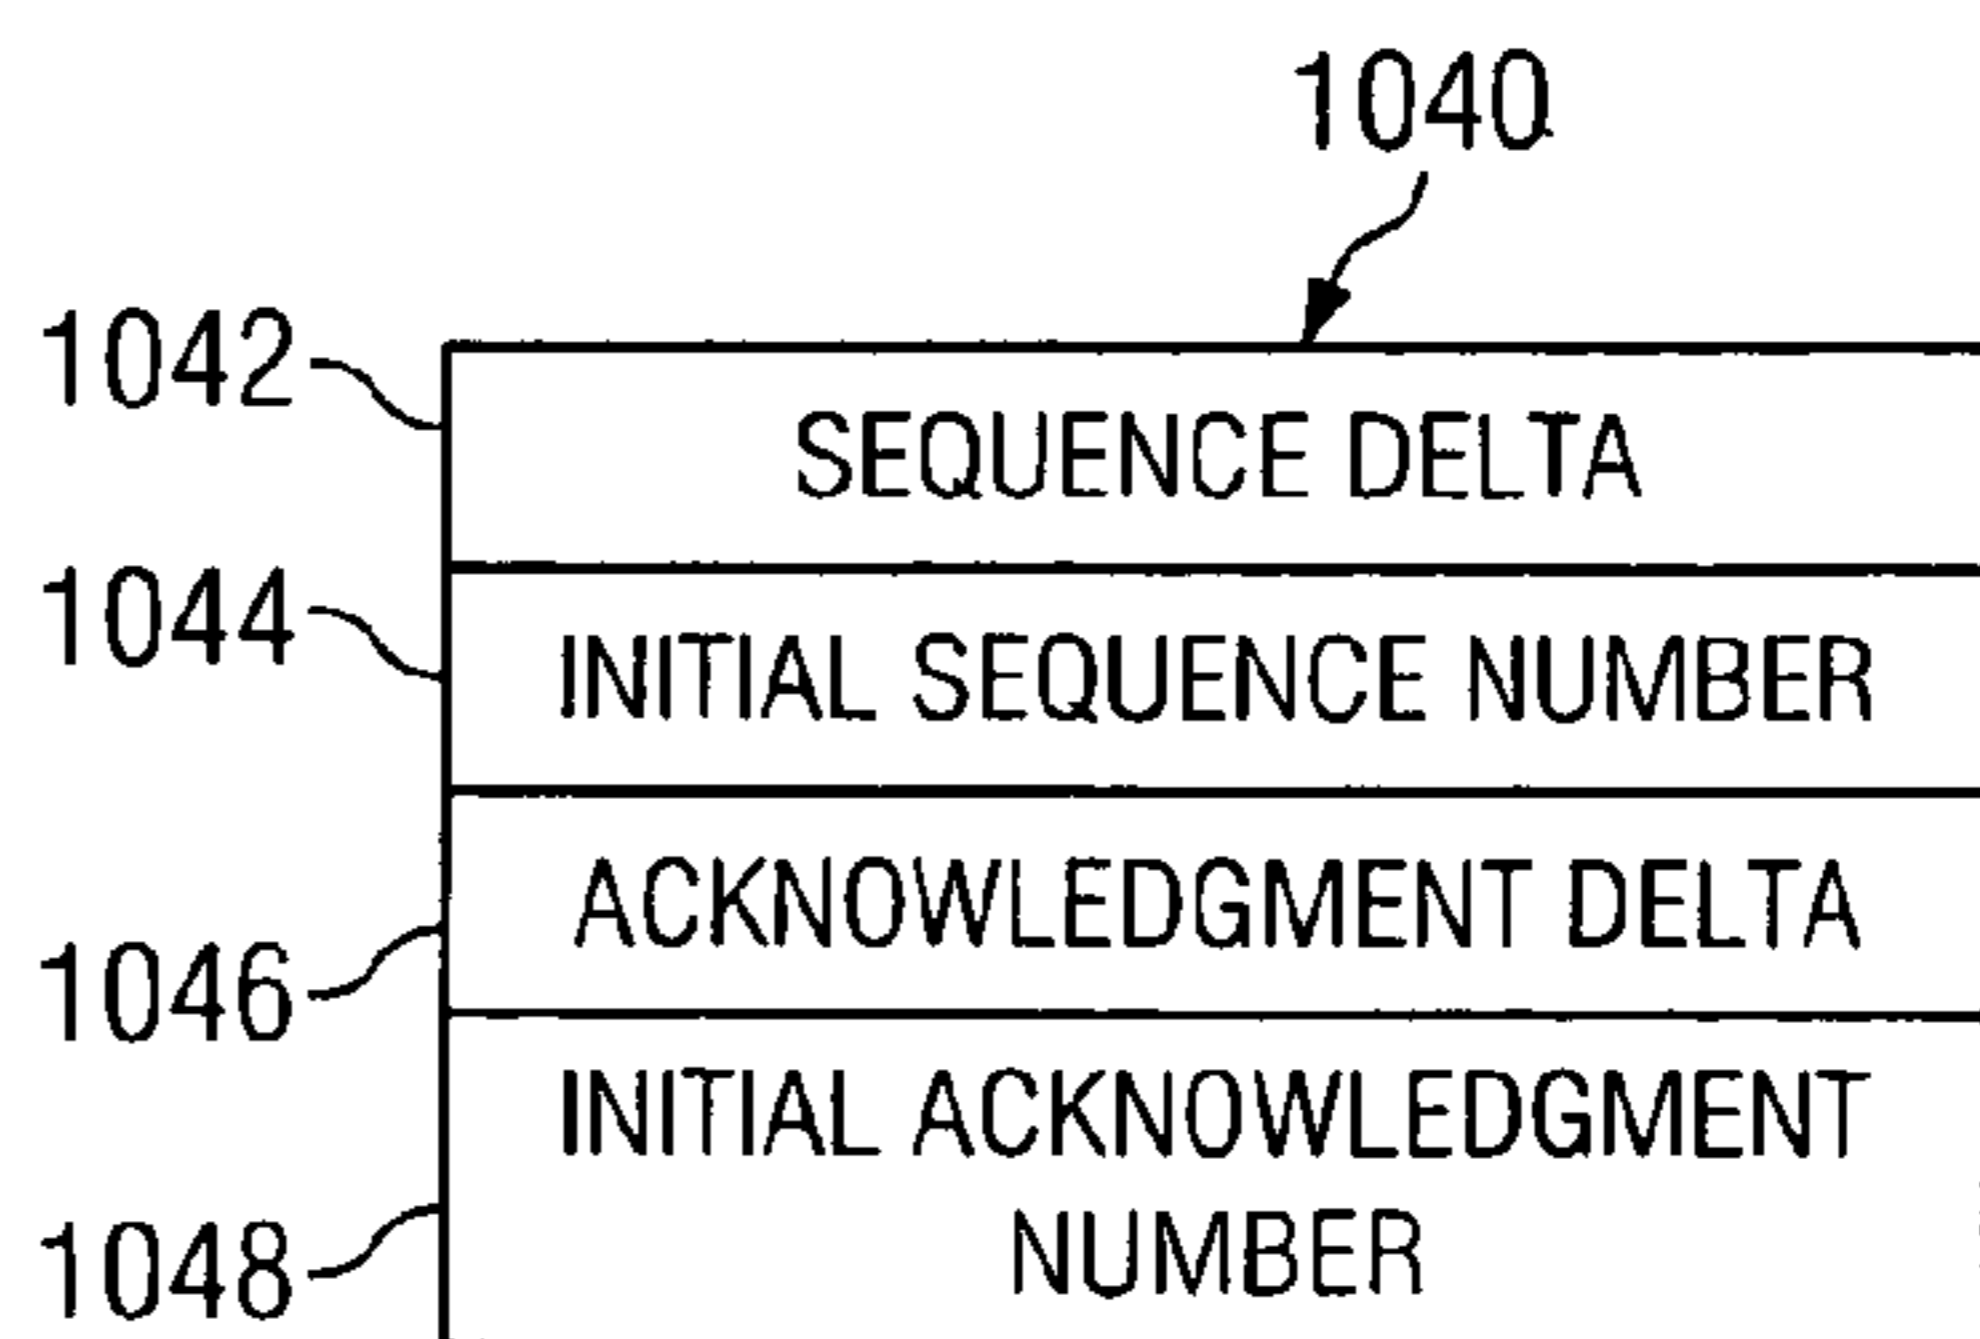 1040
1042
SEQUENCE DELTA
1044
INITIAL SEQUENCE NUMBER
1046
ACKNOWLEDGMENT DELTA
1048
INITIAL ACKNOWLEDGMENT
NUMBER